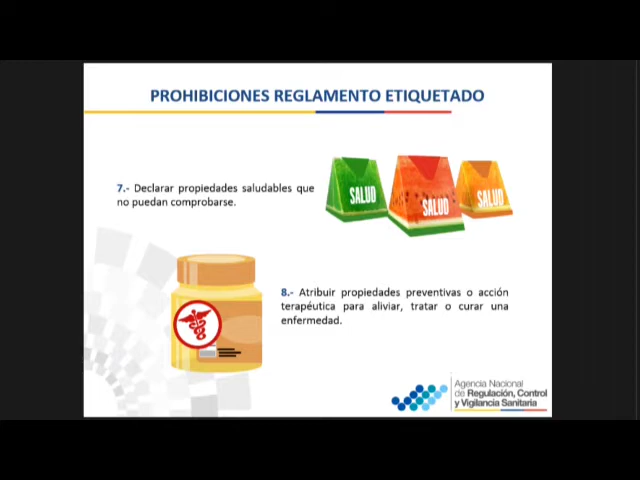 PROHIBICIONES REGLAMENTO ETIQUETADO
7.- Declarar propiedades saludables que
no puedan comprobarse.
SALUD
SALUD
SALUD
8.- Atribuir propiedades preventivas o acción
terapéutica para aliviar, tratar o curar una
enfermedad.
Agencia Nacional
de Regulación, Control
y Vigilancia Sanitaria